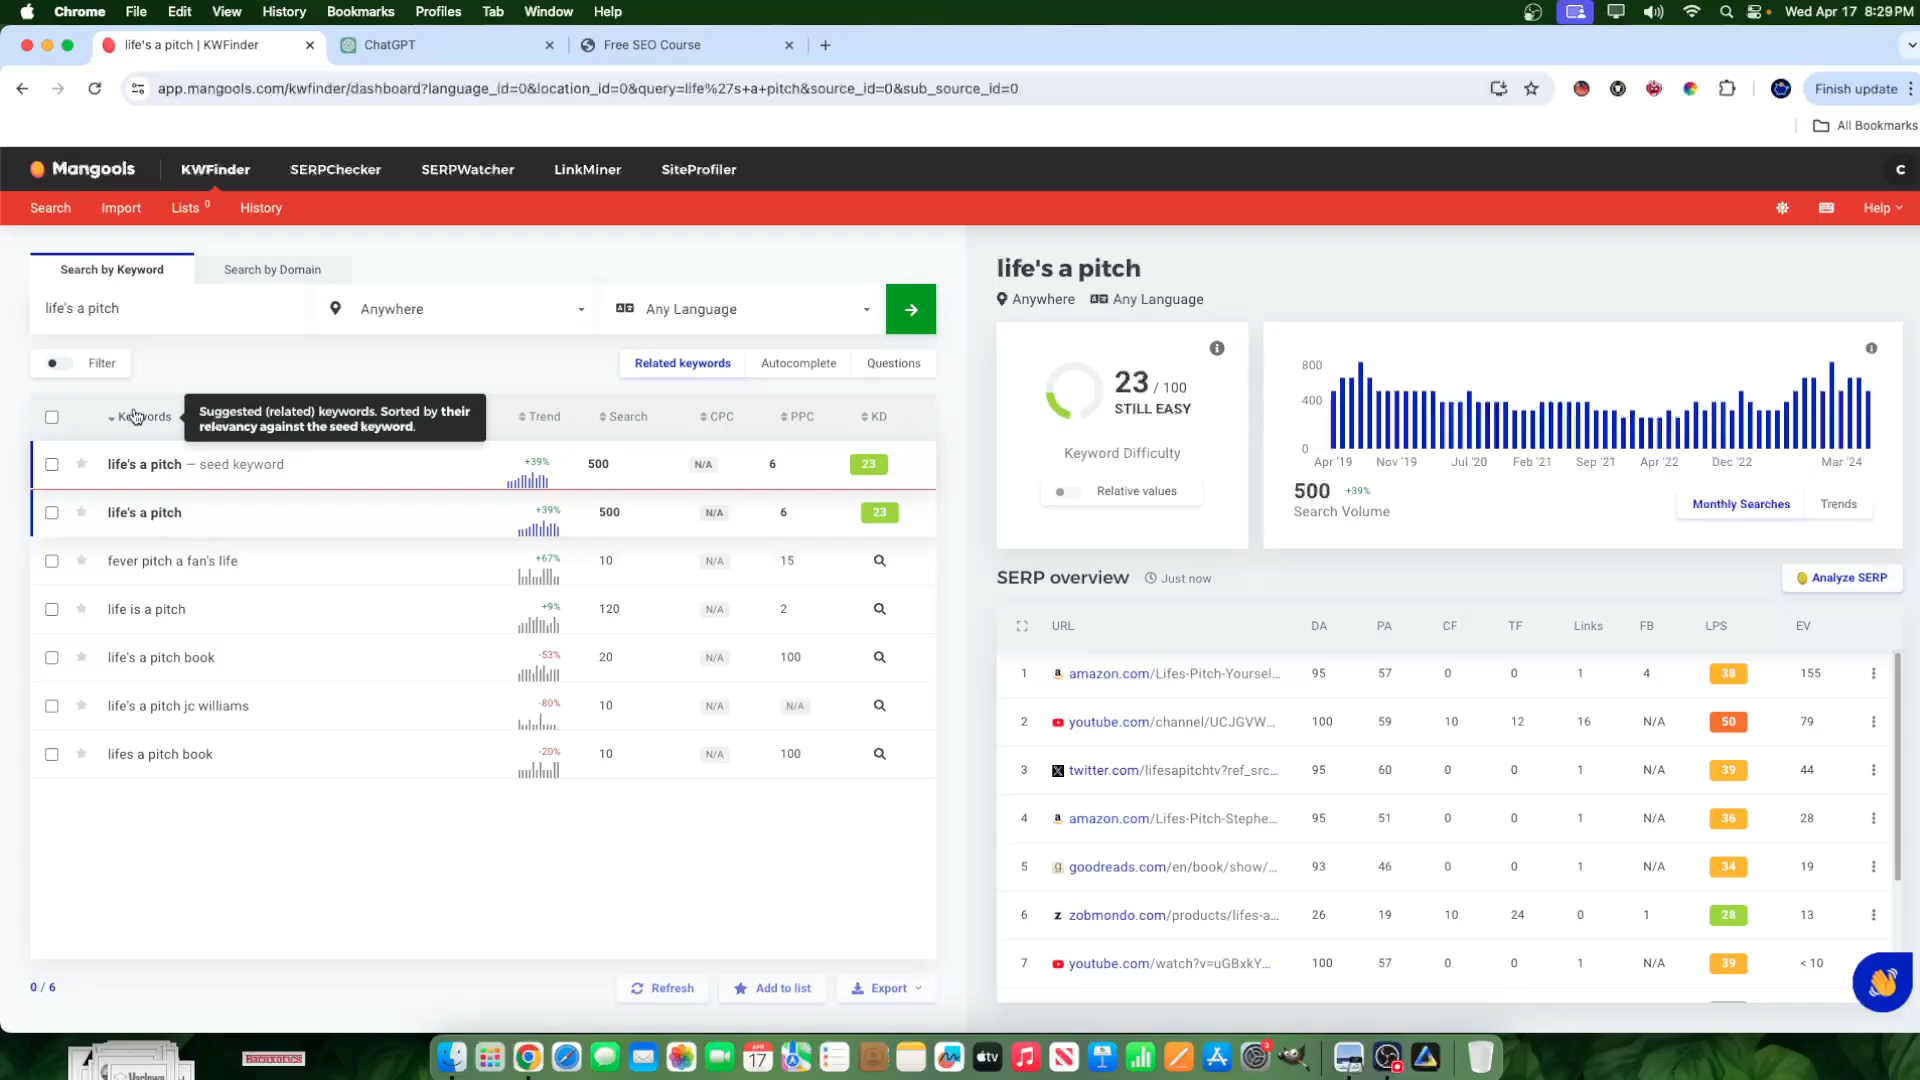 Chrome File Edit View History Bookmarks Profiles Tab Window Help Wed Apr 17 8:29 PM
life's a pitch | KWFinder ChatGPT Free SEO Course
app.mangools.com/kwfinder/dashboard?language_id=0&location_id=0&query=life%27s+a+pitch&source_id=0&sub_source_id=0 Finish update
All Bookmarks
Mangools KWFinder SERPChecker SERPWatcher LinkMiner SiteProfiler C
Search Import Lists 0 History Help
Search by Keyword Search by Domain
life's a pitch Anywhere Any Language
Filter Related keywords Autocomplete Questions
Suggested (related) keywords. Sorted by their
relevancy against the seed keyword.
Keywords Trend Search CPC PPC KD
life's a pitch — seed keyword +39% 500 N/A 6 23
life's a pitch +39% 500 N/A 6 23
fever pitch a fan's life +67% 10 N/A 15
life is a pitch +9% 120 N/A 2
life's a pitch book -53% 20 N/A 100
life's a pitch jc williams -80% 10 N/A N/A
lifes a pitch book -20% 10 N/A 100
0 / 6 Refresh Add to list Export
life's a pitch
Anywhere Any Language
23 / 100
STILL EASY
Keyword Difficulty
Relative values
800
400
0
Apr '19 Nov '19 Jul '20 Feb '21 Sep '21 Apr '22 Dec '22 Mar '24
500 +39%
Search Volume
Monthly Searches Trends
SERP overview Just now Analyze SERP
URL DA PA CF TF Links FB LPS EV
1 a amazon.com/Lifes-Pitch-Yoursel... 95 57 0 0 1 4 38 155
2 youtube.com/channel/UCJGVW... 100 59 10 12 16 N/A 50 79
3 X twitter.com/lifesapitchtv?ref_src... 95 60 0 0 1 N/A 39 44
4 a amazon.com/Lifes-Pitch-Stephe... 95 51 0 0 1 N/A 36 28
5 g goodreads.com/en/book/show/... 93 46 0 0 1 N/A 34 19
6 z zobmondo.com/products/lifes-a... 26 19 10 24 0 1 28 13
7 youtube.com/watch?v=uGBxkY... 100 57 0 0 1 N/A 39 < 10
APR
17
tv
2